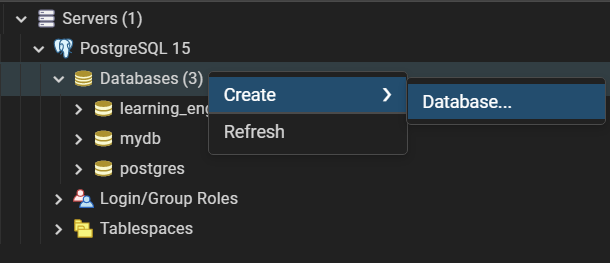 Servers (1)
PostgreSQL 15
Databases (3)
Create
Database...
learning_eng
Refresh
mydb
postgres
Login/Group Roles
Tablespaces